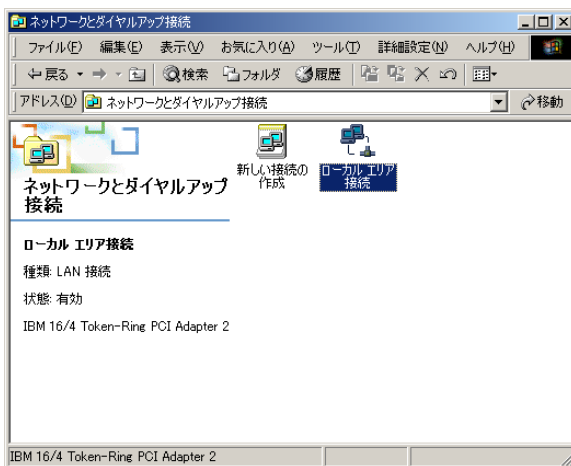 ネットワークとダイヤルアップ接続
ファイル(F) 編集(E) 表示(V) お気に入り(A) ツール(T) 詳細設定(N) ヘルプ(H)
戻る 検索 フォルダ 履歴
アドレス(D) ネットワークとダイヤルアップ接続 移動
新しい接続の
作成
ローカル エリア
接続
ネットワークとダイヤルアップ
接続
ローカル エリア接続
種類: LAN 接続
状態: 有効
IBM 16/4 Token-Ring PCI Adapter 2
IBM 16/4 Token-Ring PCI Adapter 2